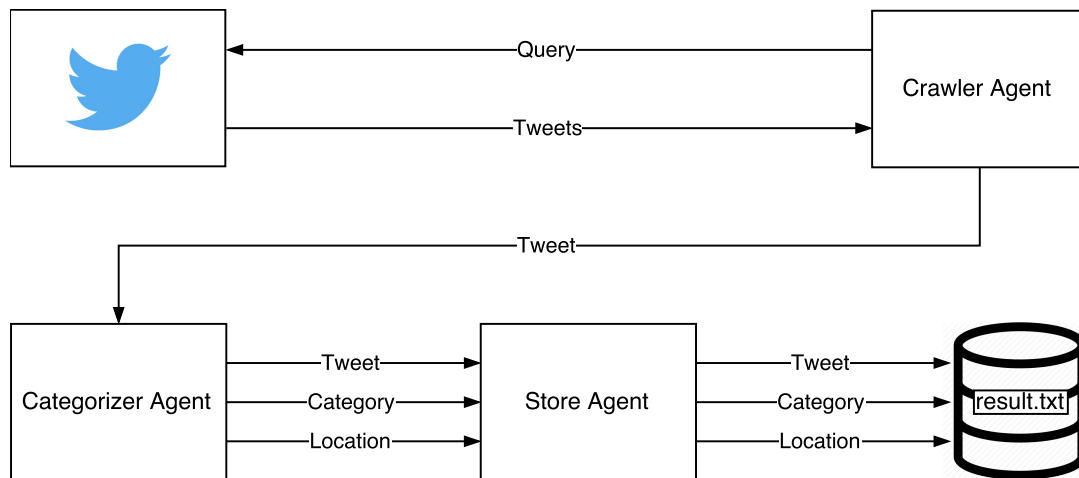 Query
Crawler Agent
Tweets
Tweet
Tweet
Tweet
Categorizer Agent
Category
Store Agent
Category
result.txt
Location
Location